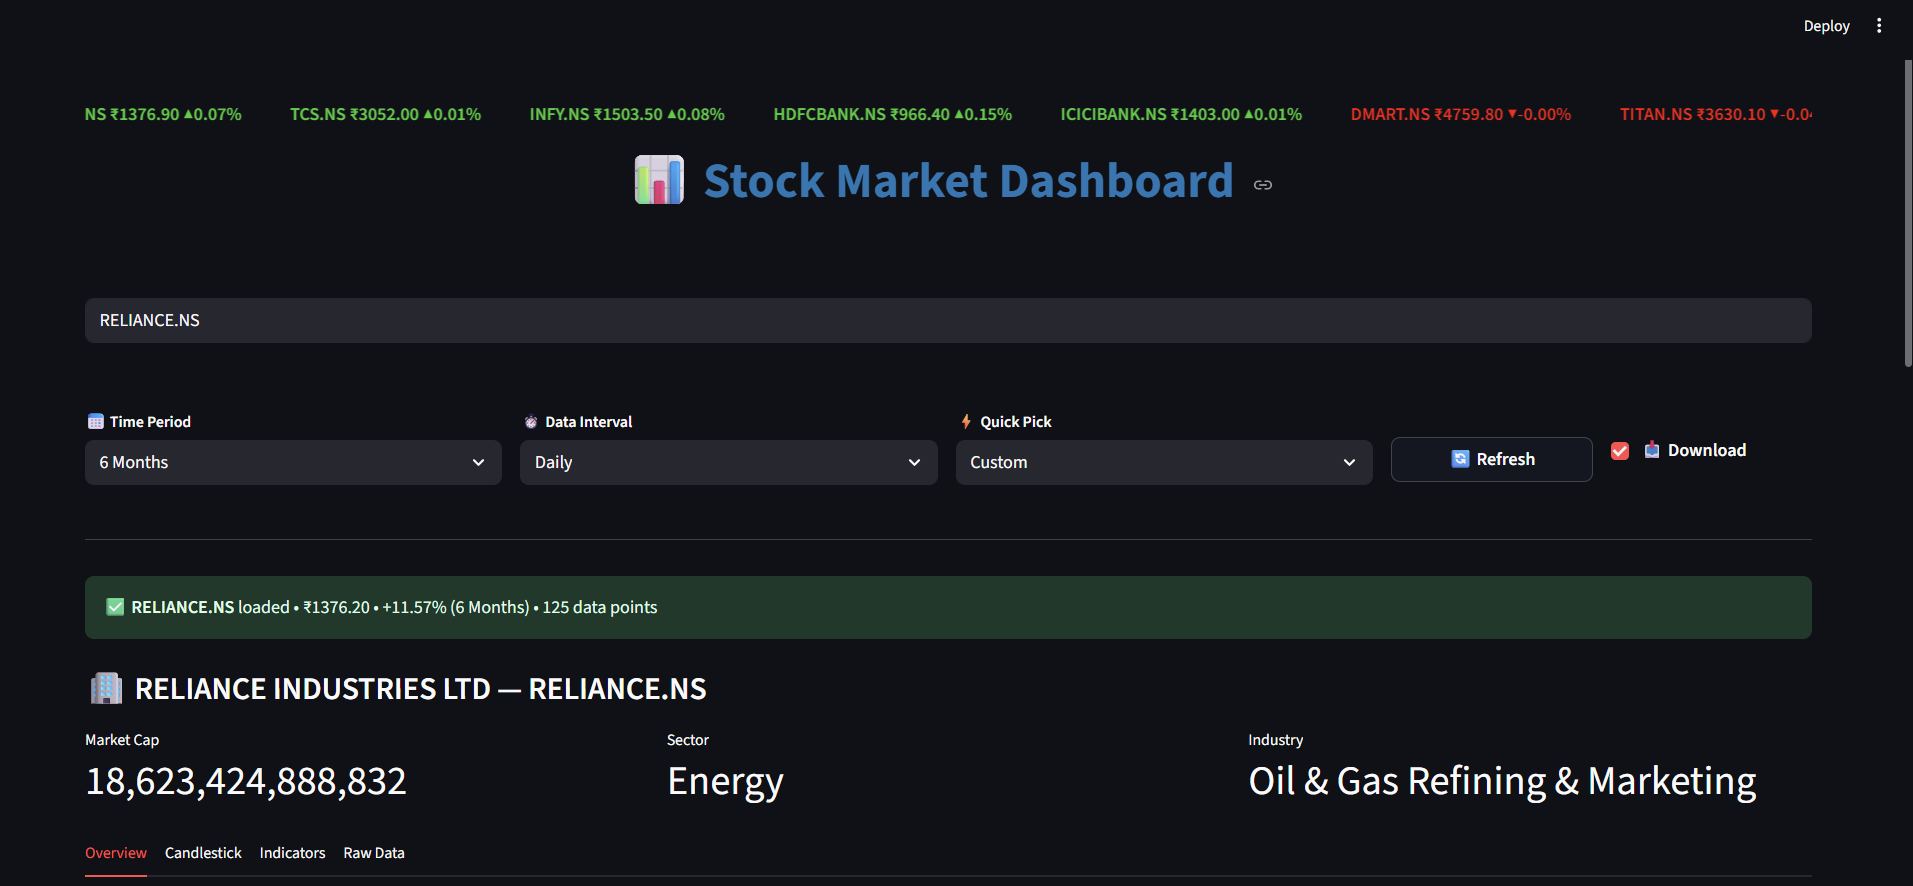 Deploy
NS ₹1376.90 ▲0.07% TCS.NS ₹3052.00 ▲0.01% INFY.NS ₹1503.50 ▲0.08% HDFCBANK.NS ₹966.40 ▲0.15% ICICIBANK.NS ₹1403.00 ▲0.01% DMART.NS ₹4759.80 ▼-0.00% TITAN.NS ₹3630.10 ▼-0.04
Stock Market Dashboard
RELIANCE.NS
Time Period Data Interval Quick Pick
6 Months Daily Custom Refresh Download
RELIANCE.NS loaded • ₹1376.20 • +11.57% (6 Months) • 125 data points
RELIANCE INDUSTRIES LTD — RELIANCE.NS
Market Cap Sector Industry
18,623,424,888,832 Energy Oil & Gas Refining & Marketing
Overview Candlestick Indicators Raw Data